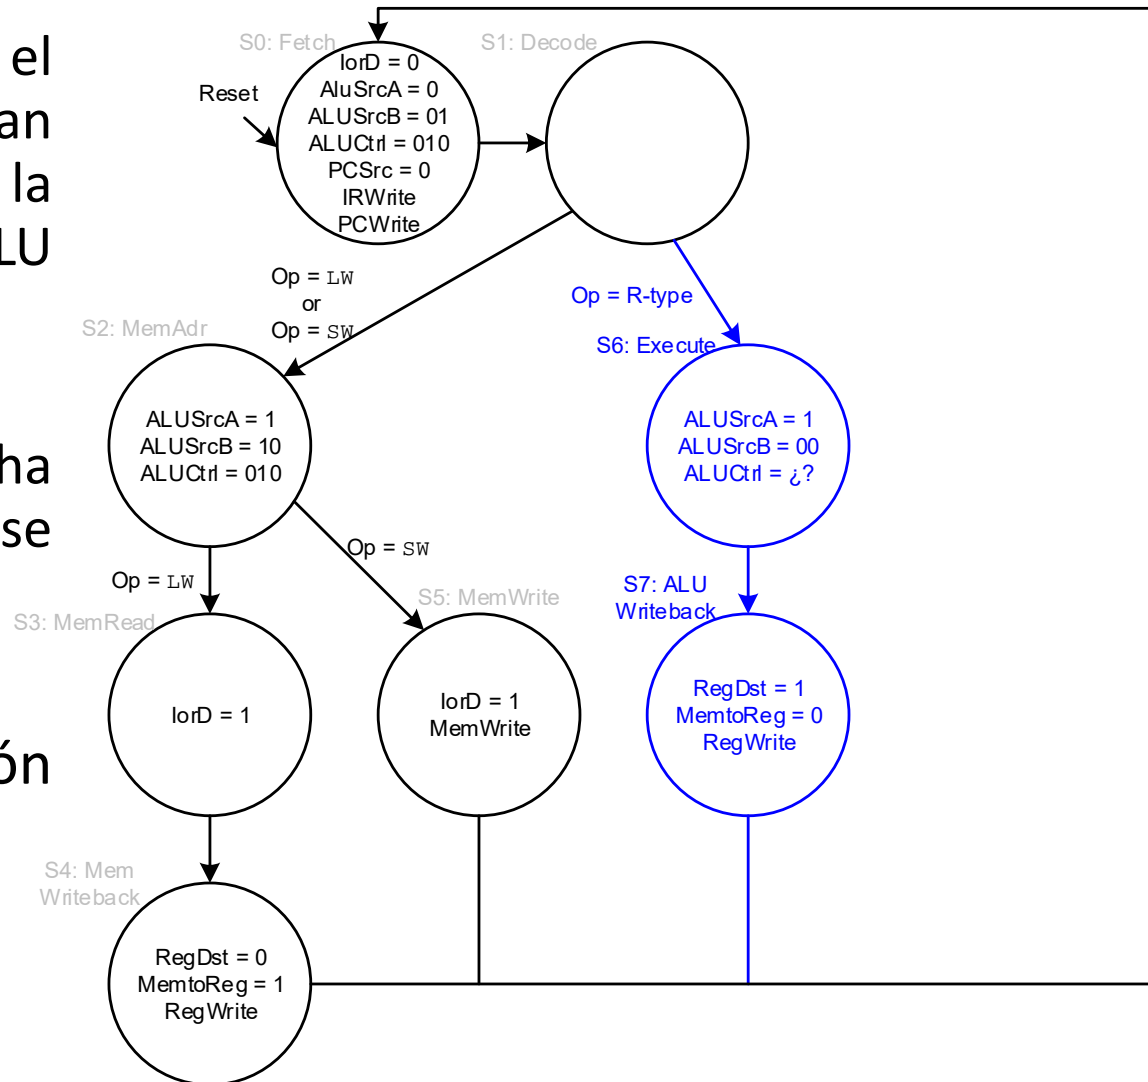 el
an
la
LU
ha
se
ón
S0: Fetch
S1: Decode
Reset
IorD = 0
AluSrcA = 0
ALUSrcB = 01
ALUCtrl = 010
PCSrc = 0
IRWrite
PCWrite
Op = LW
or
Op = SW
Op = R-type
S2: MemAdr
S6: Execute
ALUSrcA = 1
ALUSrcB = 10
ALUCtrl = 010
ALUSrcA = 1
ALUSrcB = 00
ALUCtrl = ¿?
Op = LW
Op = SW
S3: MemRead
S5: MemWrite
S7: ALU
Writeback
IorD = 1
IorD = 1
MemWrite
RegDst = 1
MemtoReg = 0
RegWrite
S4: Mem
Writeback
RegDst = 0
MemtoReg = 1
RegWrite